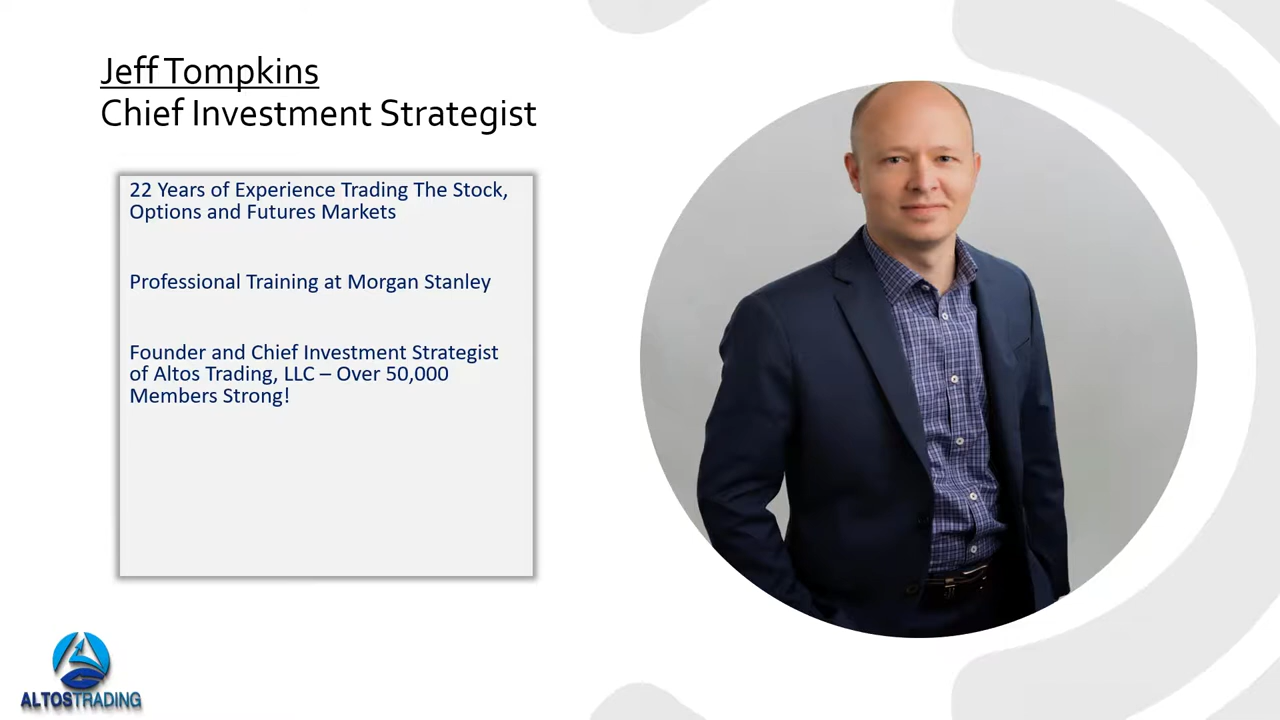 Jeff Tompkins
Chief Investment Strategist
22 Years of Experience Trading The Stock,
Options and Futures Markets
Professional Training at Morgan Stanley
Founder and Chief Investment Strategist
of Altos Trading, LLC – Over 50,000
Members Strong!
ALTOSTRADING